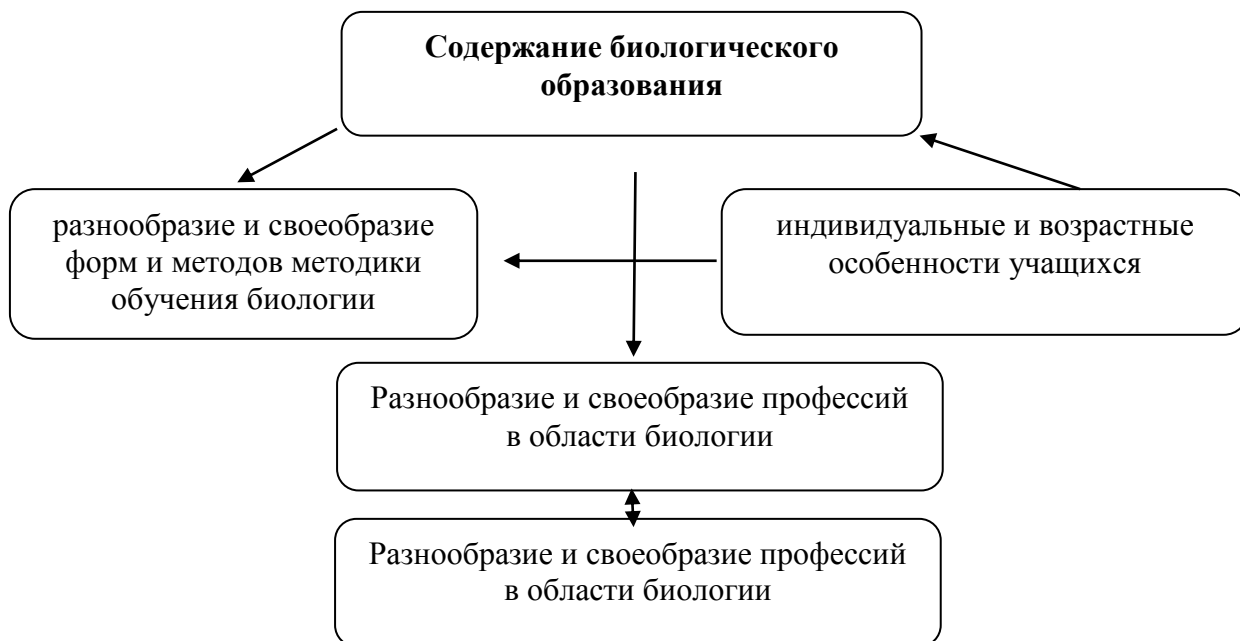 Содержание биологического
образования
разнообразие и своеобразие
форм и методов методики
обучения биологии
индивидуальные и возрастные
особенности учащихся
Разнообразие и своеобразие профессий
в области биологии
Разнообразие и своеобразие профессий
в области биологии